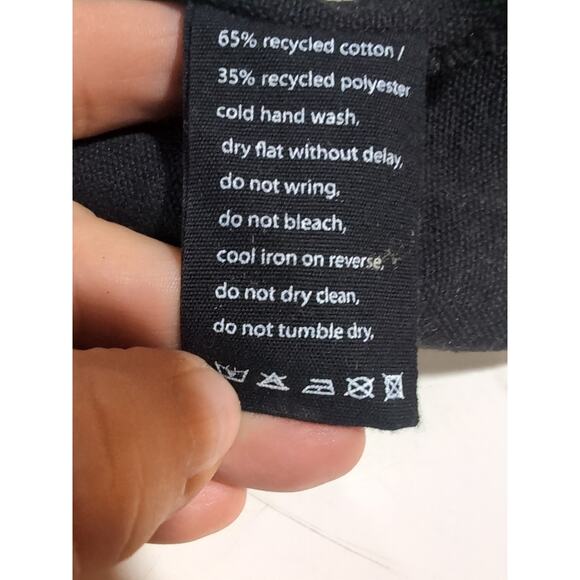 65% recycled cotton /
35% recycled polyester
cold hand wash,
dry flat without delay,
do not wring,
do not bleach,
cool iron on reverse,
do not dry clean,
do not tumble dry,